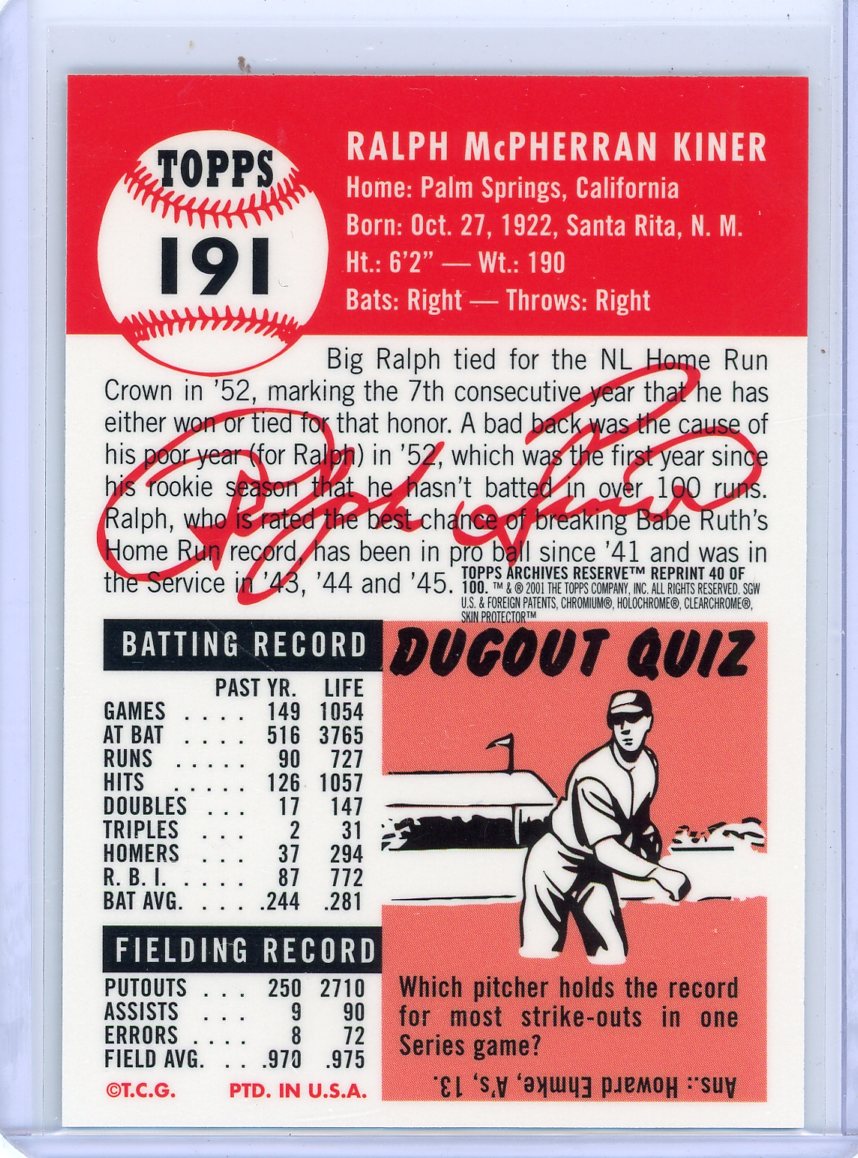 TOPPS
191
RALPH McPHERRAN KINER
Home: Palm Springs, California
Born: Oct. 27, 1922, Santa Rita, N. M.
Ht.: 6'2" — Wt.: 190
Bats: Right — Throws: Right
Big Ralph tied for the NL Home Run
Crown in '52, marking the 7th consecutive year that he has
either won or tied for that honor. A bad back was the cause of
his poor year (for Ralph) in '52, which was the first year since
his rookie season that he hasn't batted in over 100 runs.
Ralph, who is rated the best chance of breaking Babe Ruth's
Home Run record, has been in pro ball since '41 and was in
the Service in '43, '44 and '45.
Ralph Kiner
TOPPS ARCHIVES RESERVE™ REPRINT 40 OF
100. ™ & © 2001 THE TOPPS COMPANY, INC. ALL RIGHTS RESERVED. SGW
U.S. & FOREIGN PATENTS, CHROMIUM®, HOLOCHROME®, CLEARCHROME®,
SKIN PROTECTOR™
BATTING RECORD
PAST YR. LIFE
GAMES .... 149 1054
AT BAT .... 516 3765
RUNS ..... 90 727
HITS ..... 126 1057
DOUBLES ... 17 147
TRIPLES ... 2 31
HOMERS ... 37 294
R. B. I. .... 87 772
BAT AVG. ... .244 .281
FIELDING RECORD
PUTOUTS ... 250 2710
ASSISTS ... 9 90
ERRORS .... 8 72
FIELD AVG. .. .970 .975
©T.C.G. PTD. IN U.S.A.
DUGOUT QUIZ
Which pitcher holds the record
for most strike-outs in one
Series game?
Ans.: Howard Ehmke, A's, 13.